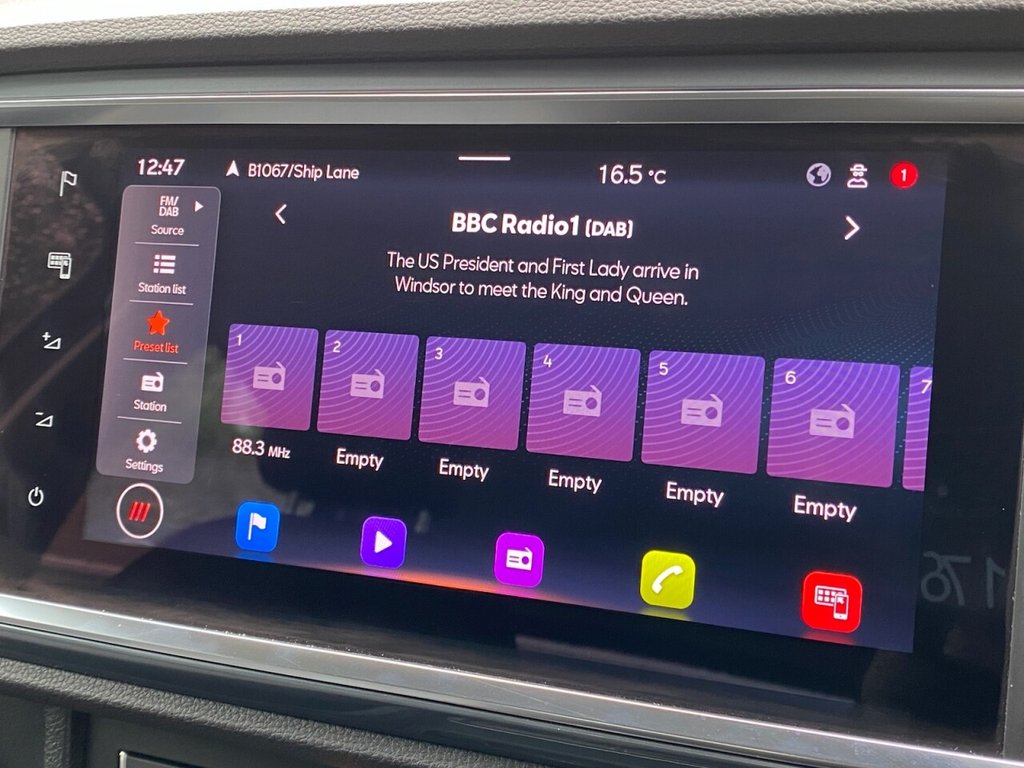 12:47
B1067/Ship Lane
16.5 °C
1
FM/
DAB
Source
BBC Radio1 (DAB)
The US President and First Lady arrive in
Windsor to meet the King and Queen.
Station list
Preset list
Station
Settings
1
2
3
4
5
6
7
88.3 MHz
Empty
Empty
Empty
Empty
Empty